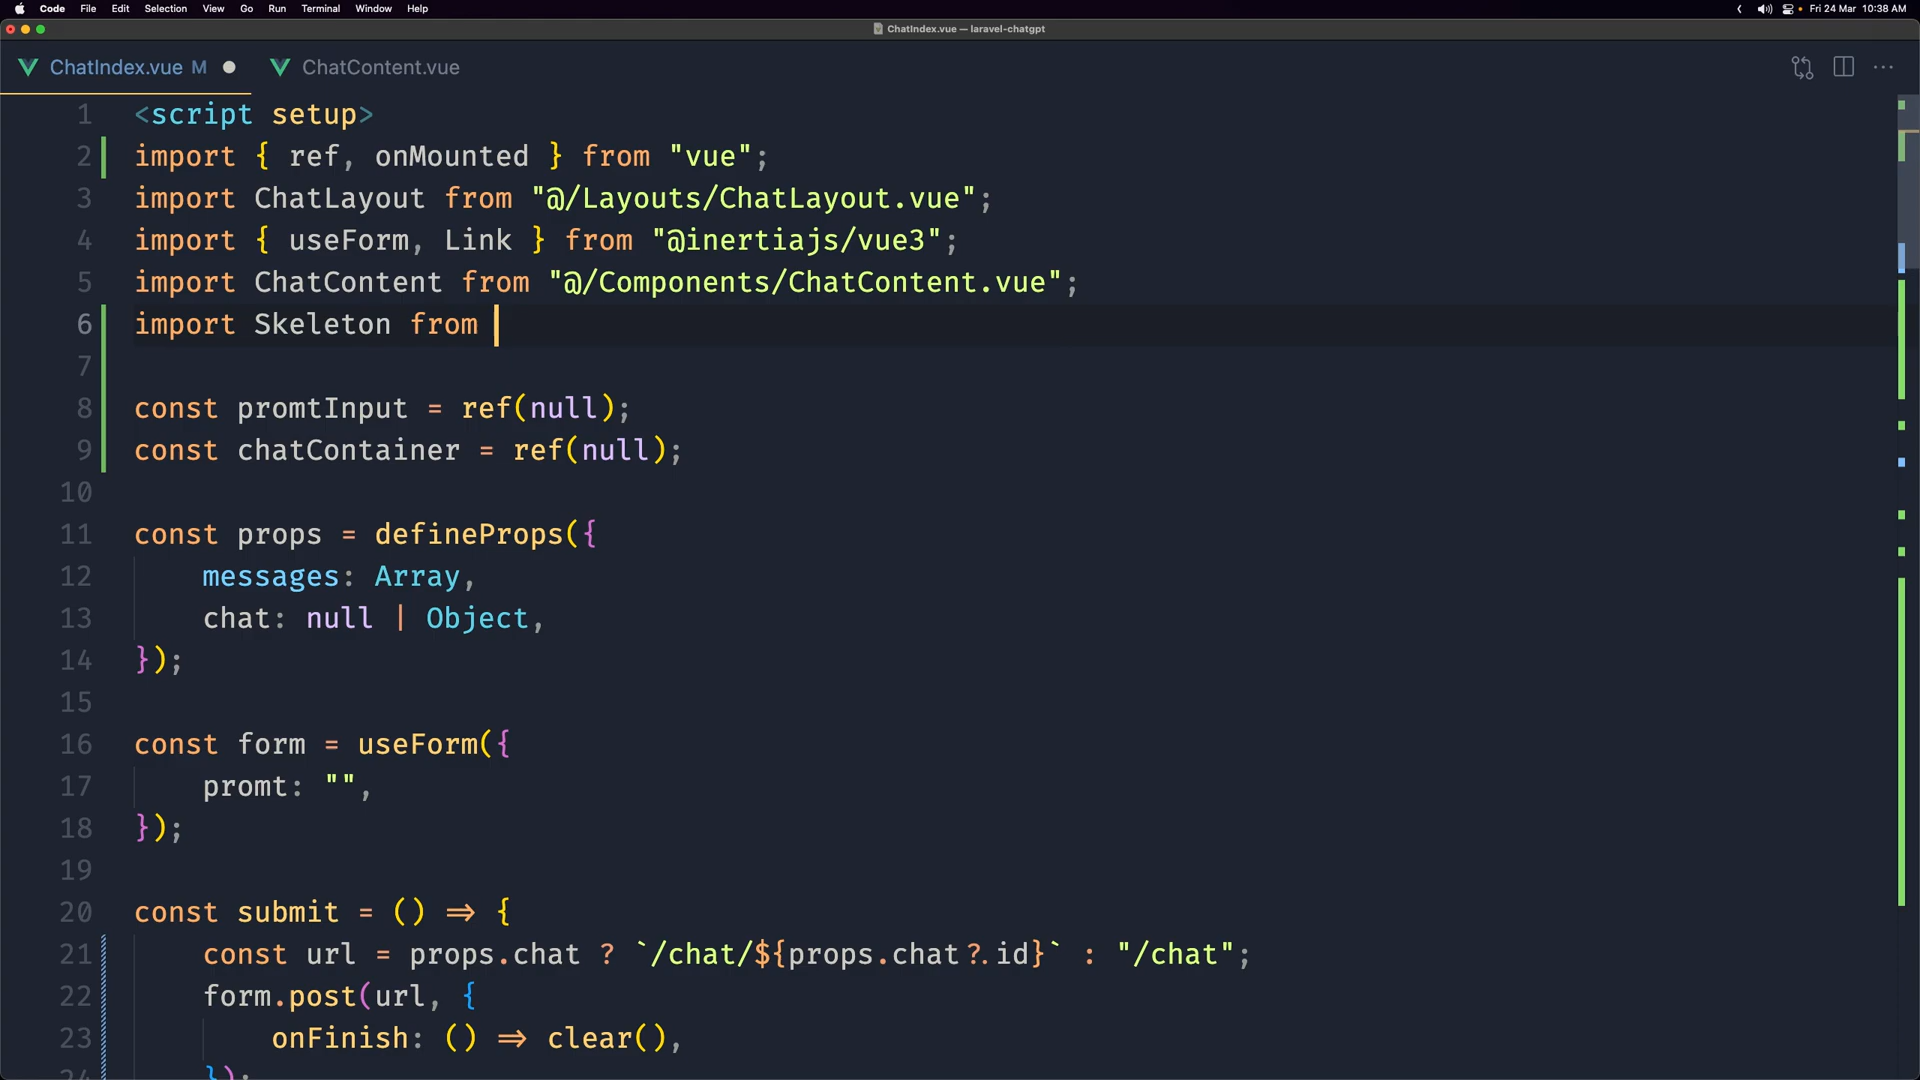 Code File Edit Selection View Go Run Terminal Window Help Fri 24 Mar 10:38 AM
ChatIndex.vue — laravel-chatgpt
ChatIndex.vue M ChatContent.vue
1 <script setup>
2 import { ref, onMounted } from "vue";
3 import ChatLayout from "@/Layouts/ChatLayout.vue";
4 import { useForm, Link } from "@inertiajs/vue3";
5 import ChatContent from "@/Components/ChatContent.vue";
6 import Skeleton from
7
8 const promtInput = ref(null);
9 const chatContainer = ref(null);
10
11 const props = defineProps({
12 messages: Array,
13 chat: null | Object,
14 });
15
16 const form = useForm({
17 promt: "",
18 });
19
20 const submit = () => {
21 const url = props.chat ? `/chat/${props.chat?.id}` : "/chat";
22 form.post(url, {
23 onFinish: () => clear(),
24 });